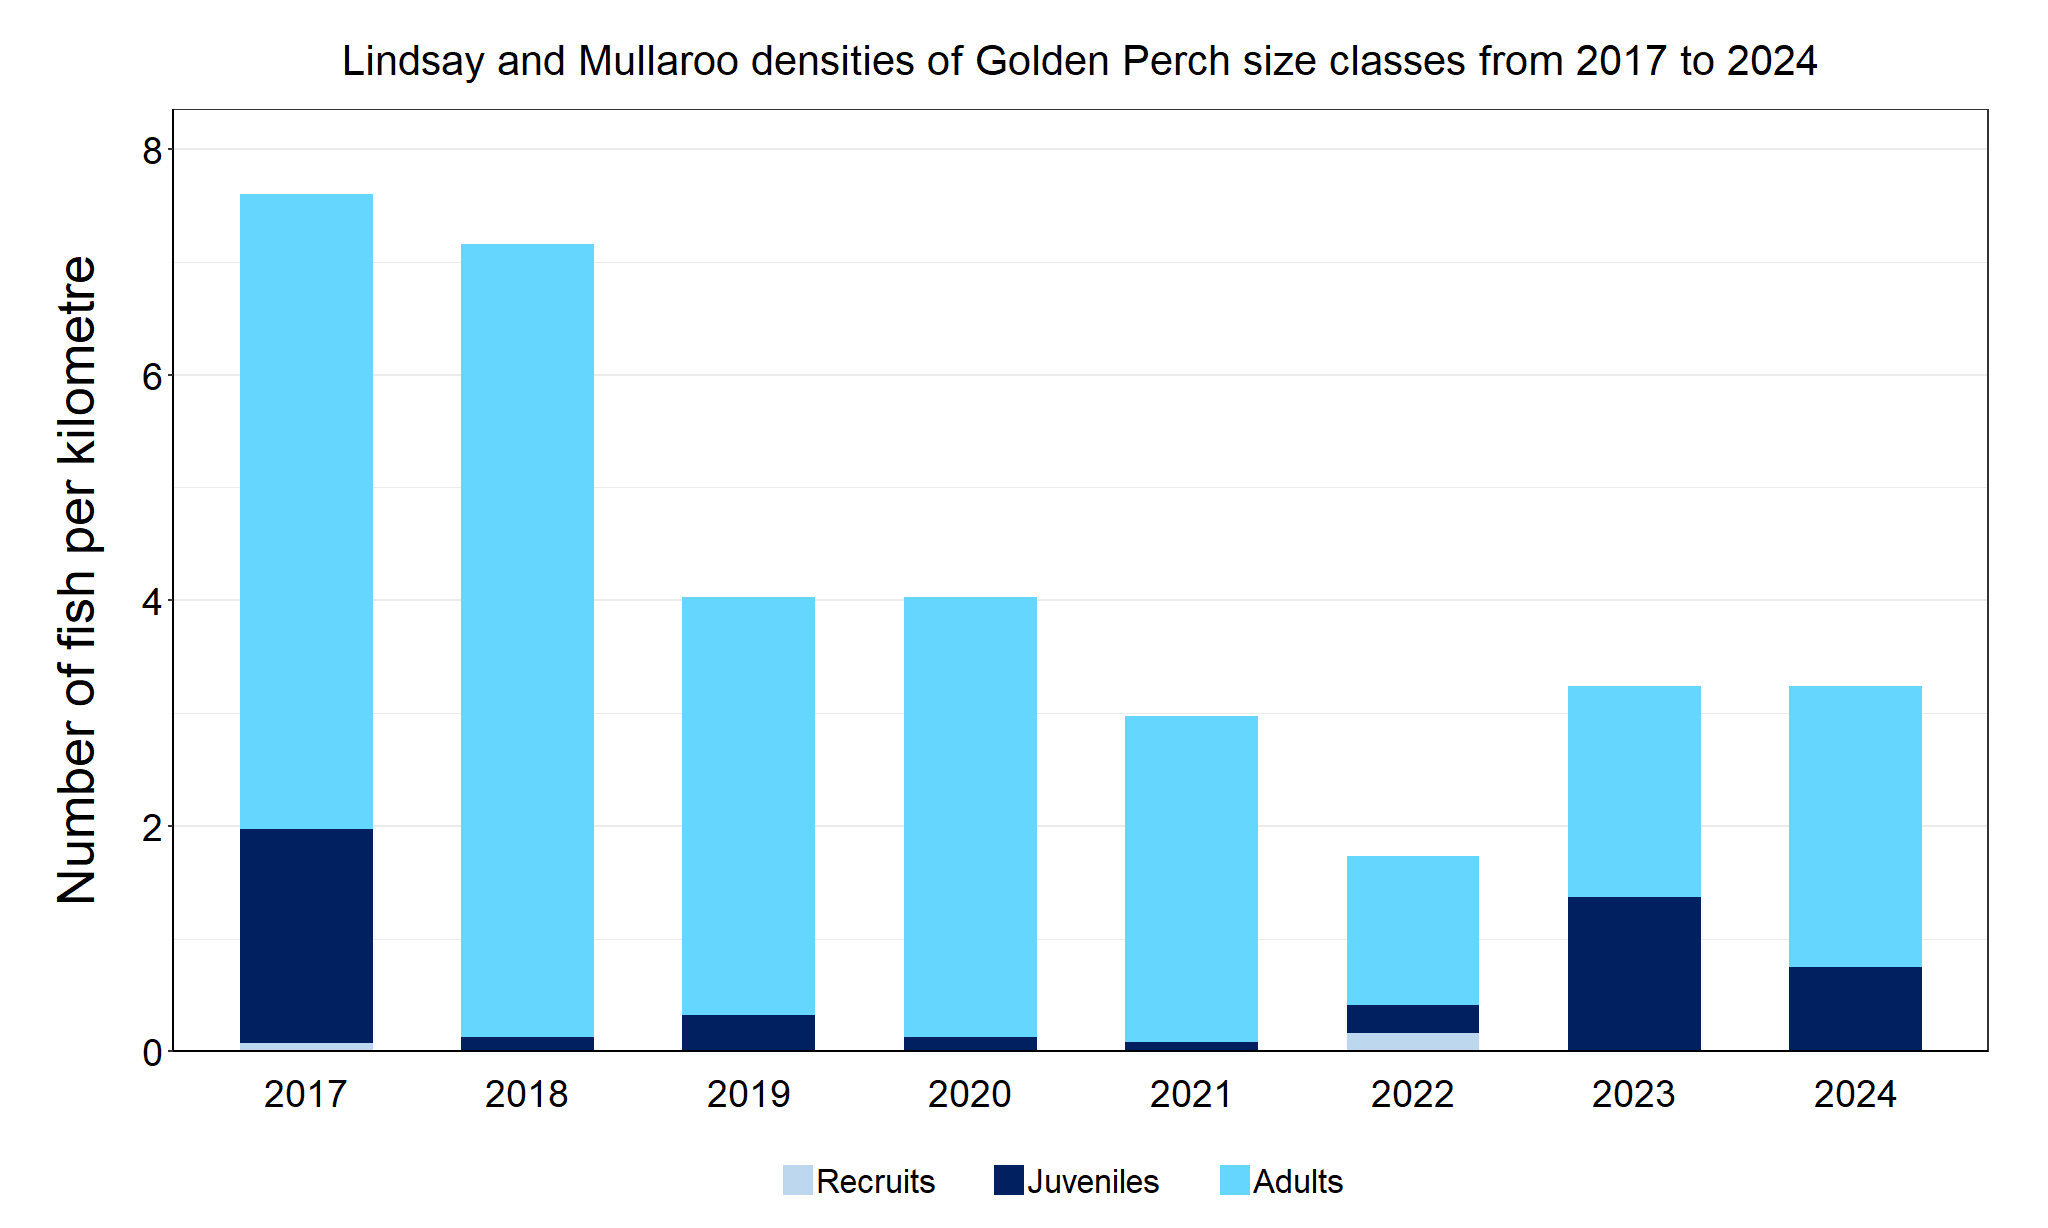 Lindsay and Mullaroo densities of Golden Perch size classes from 2017 to 2024
Number of fish per kilometre
8
6
4
2
0
2017 2018 2019 2020 2021 2022 2023 2024
Recruits Juveniles Adults